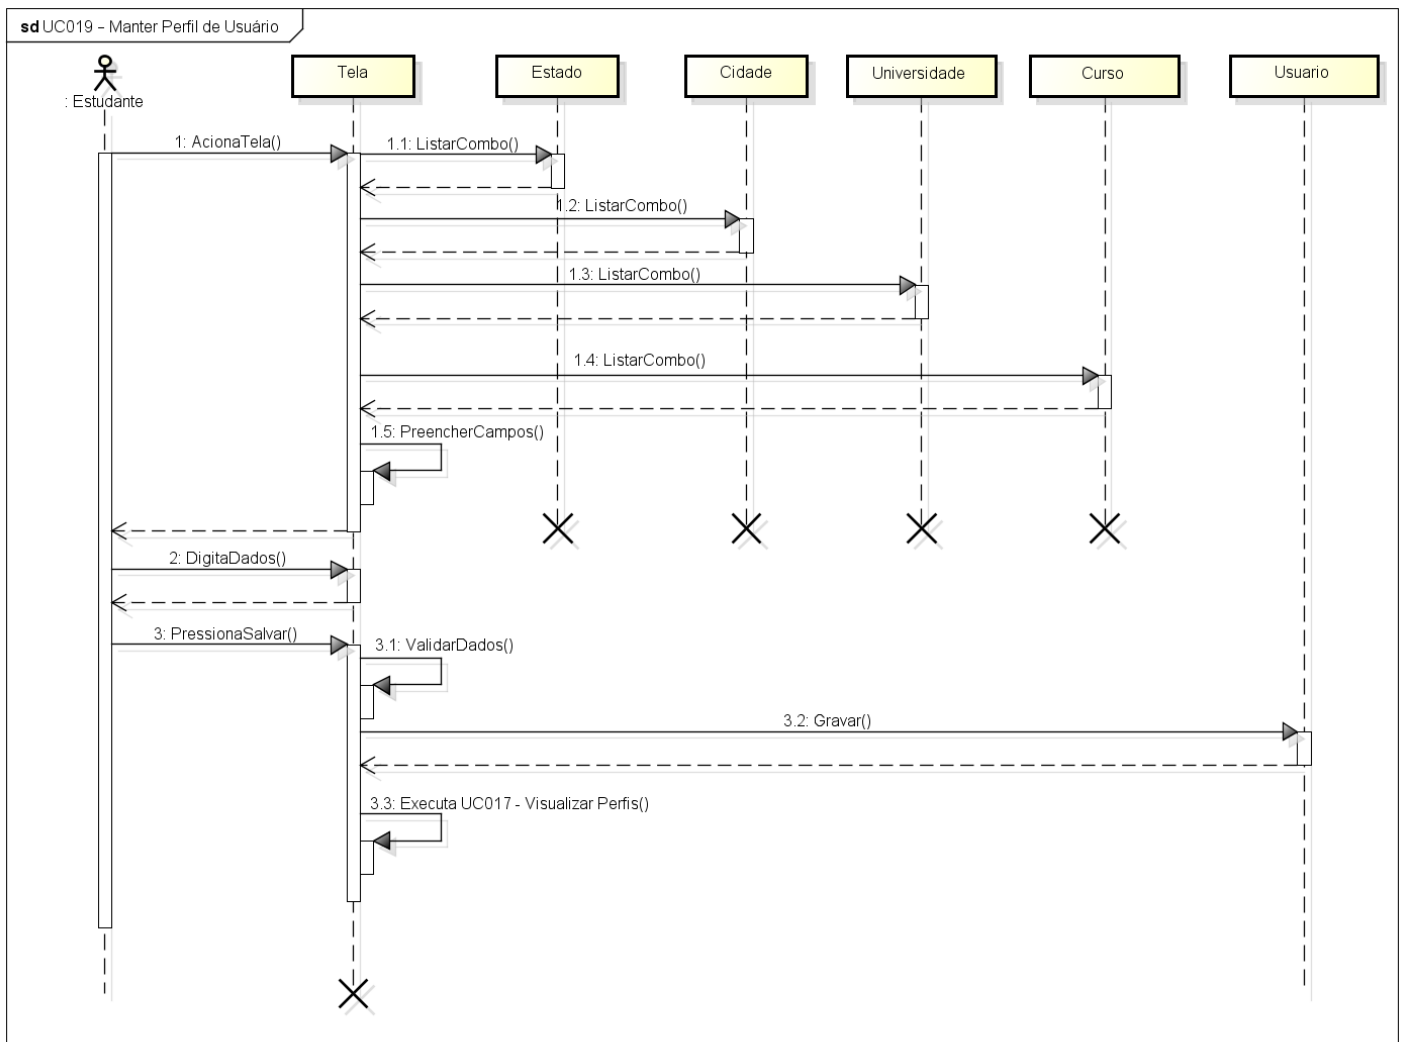 sd UC019 – Manter Perfil de Usuário
: Estudante
Tela
Estado
Cidade
Universidade
Curso
Usuario
1: AcionaTela()
1.1: ListarCombo()
1.2: ListarCombo()
1.3: ListarCombo()
1.4: ListarCombo()
1.5: PreencherCampos()
2: DigitaDados()
3: PressionaSalvar()
3.1: ValidarDados()
3.2: Gravar()
3.3: Executa UC017 - Visualizar Perfis()